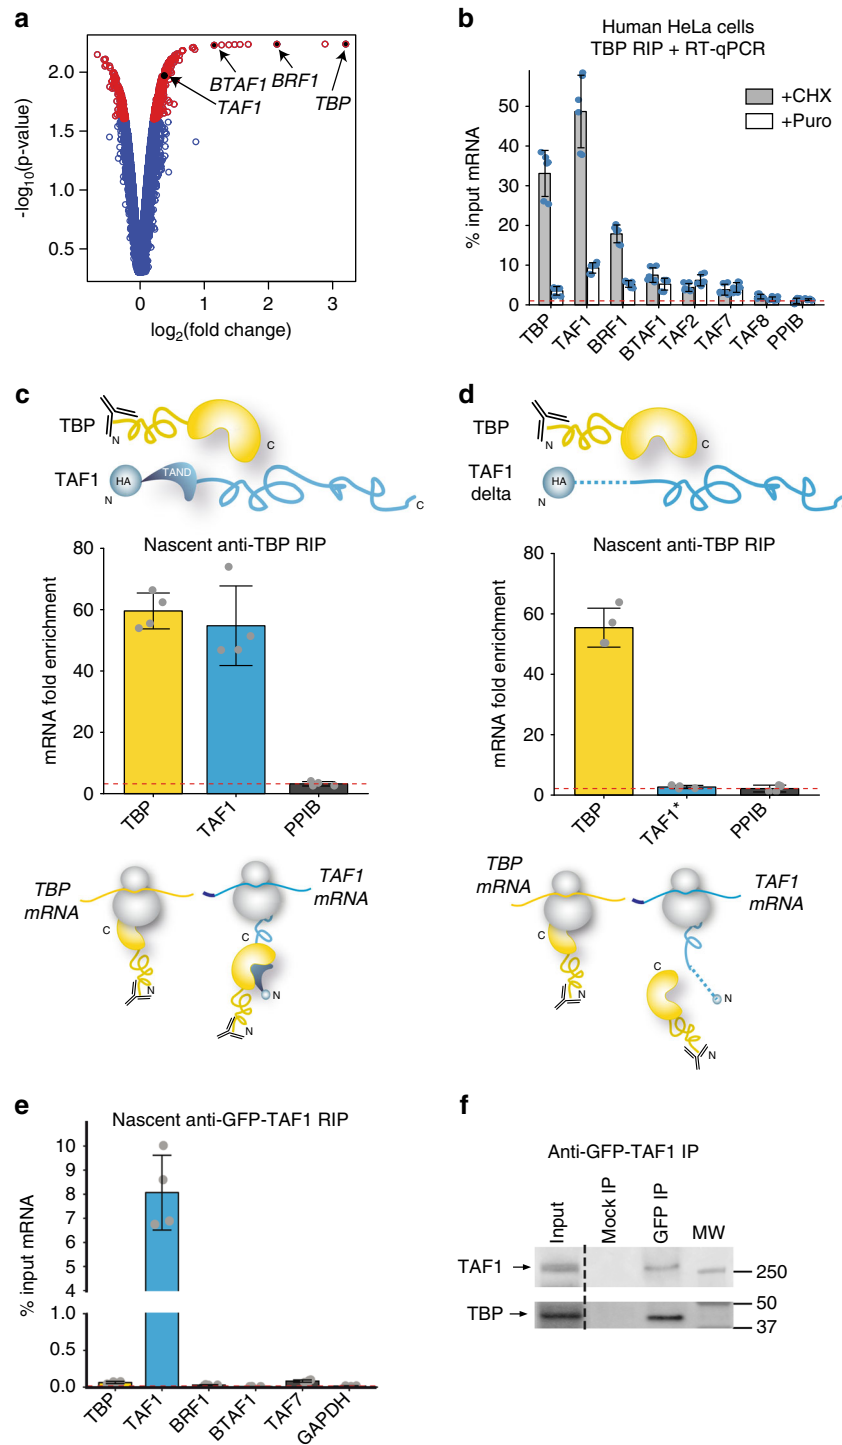 a
2.0
1.5
1.0
0.5
-log10(p-value)
BTAF1
BRF1
TAF1
TBP
0
1
2
3
log2(fold change)
b
Human HeLa cells
TBP RIP + RT-qPCR
+CHX
+Puro
% input mRNA
50
40
30
20
10
0
TBP
TAF1
BRF1
BTAF1
TAF2
TAF7
TAF8
PPIB
c
TBP
N
C
TAF1
HA
TAND
N
C
Nascent anti-TBP RIP
mRNA fold enrichment
80
60
40
20
0
TBP
TAF1
PPIB
TBP
mRNA
TAF1
mRNA
C
N
C
N
N
d
TBP
N
C
TAF1
delta
HA
N
Nascent anti-TBP RIP
mRNA fold enrichment
80
60
40
20
0
TBP
TAF1*
PPIB
TBP
mRNA
TAF1
mRNA
C
N
C
N
N
e
Nascent anti-GFP-TAF1 RIP
% input mRNA
10
9
8
7
6
5
4
1.0
0.5
0.0
TBP
TAF1
BRF1
BTAF1
TAF7
GAPDH
f
Anti-GFP-TAF1 IP
Input
Mock IP
GFP IP
MW
TAF1
250
TBP
50
37